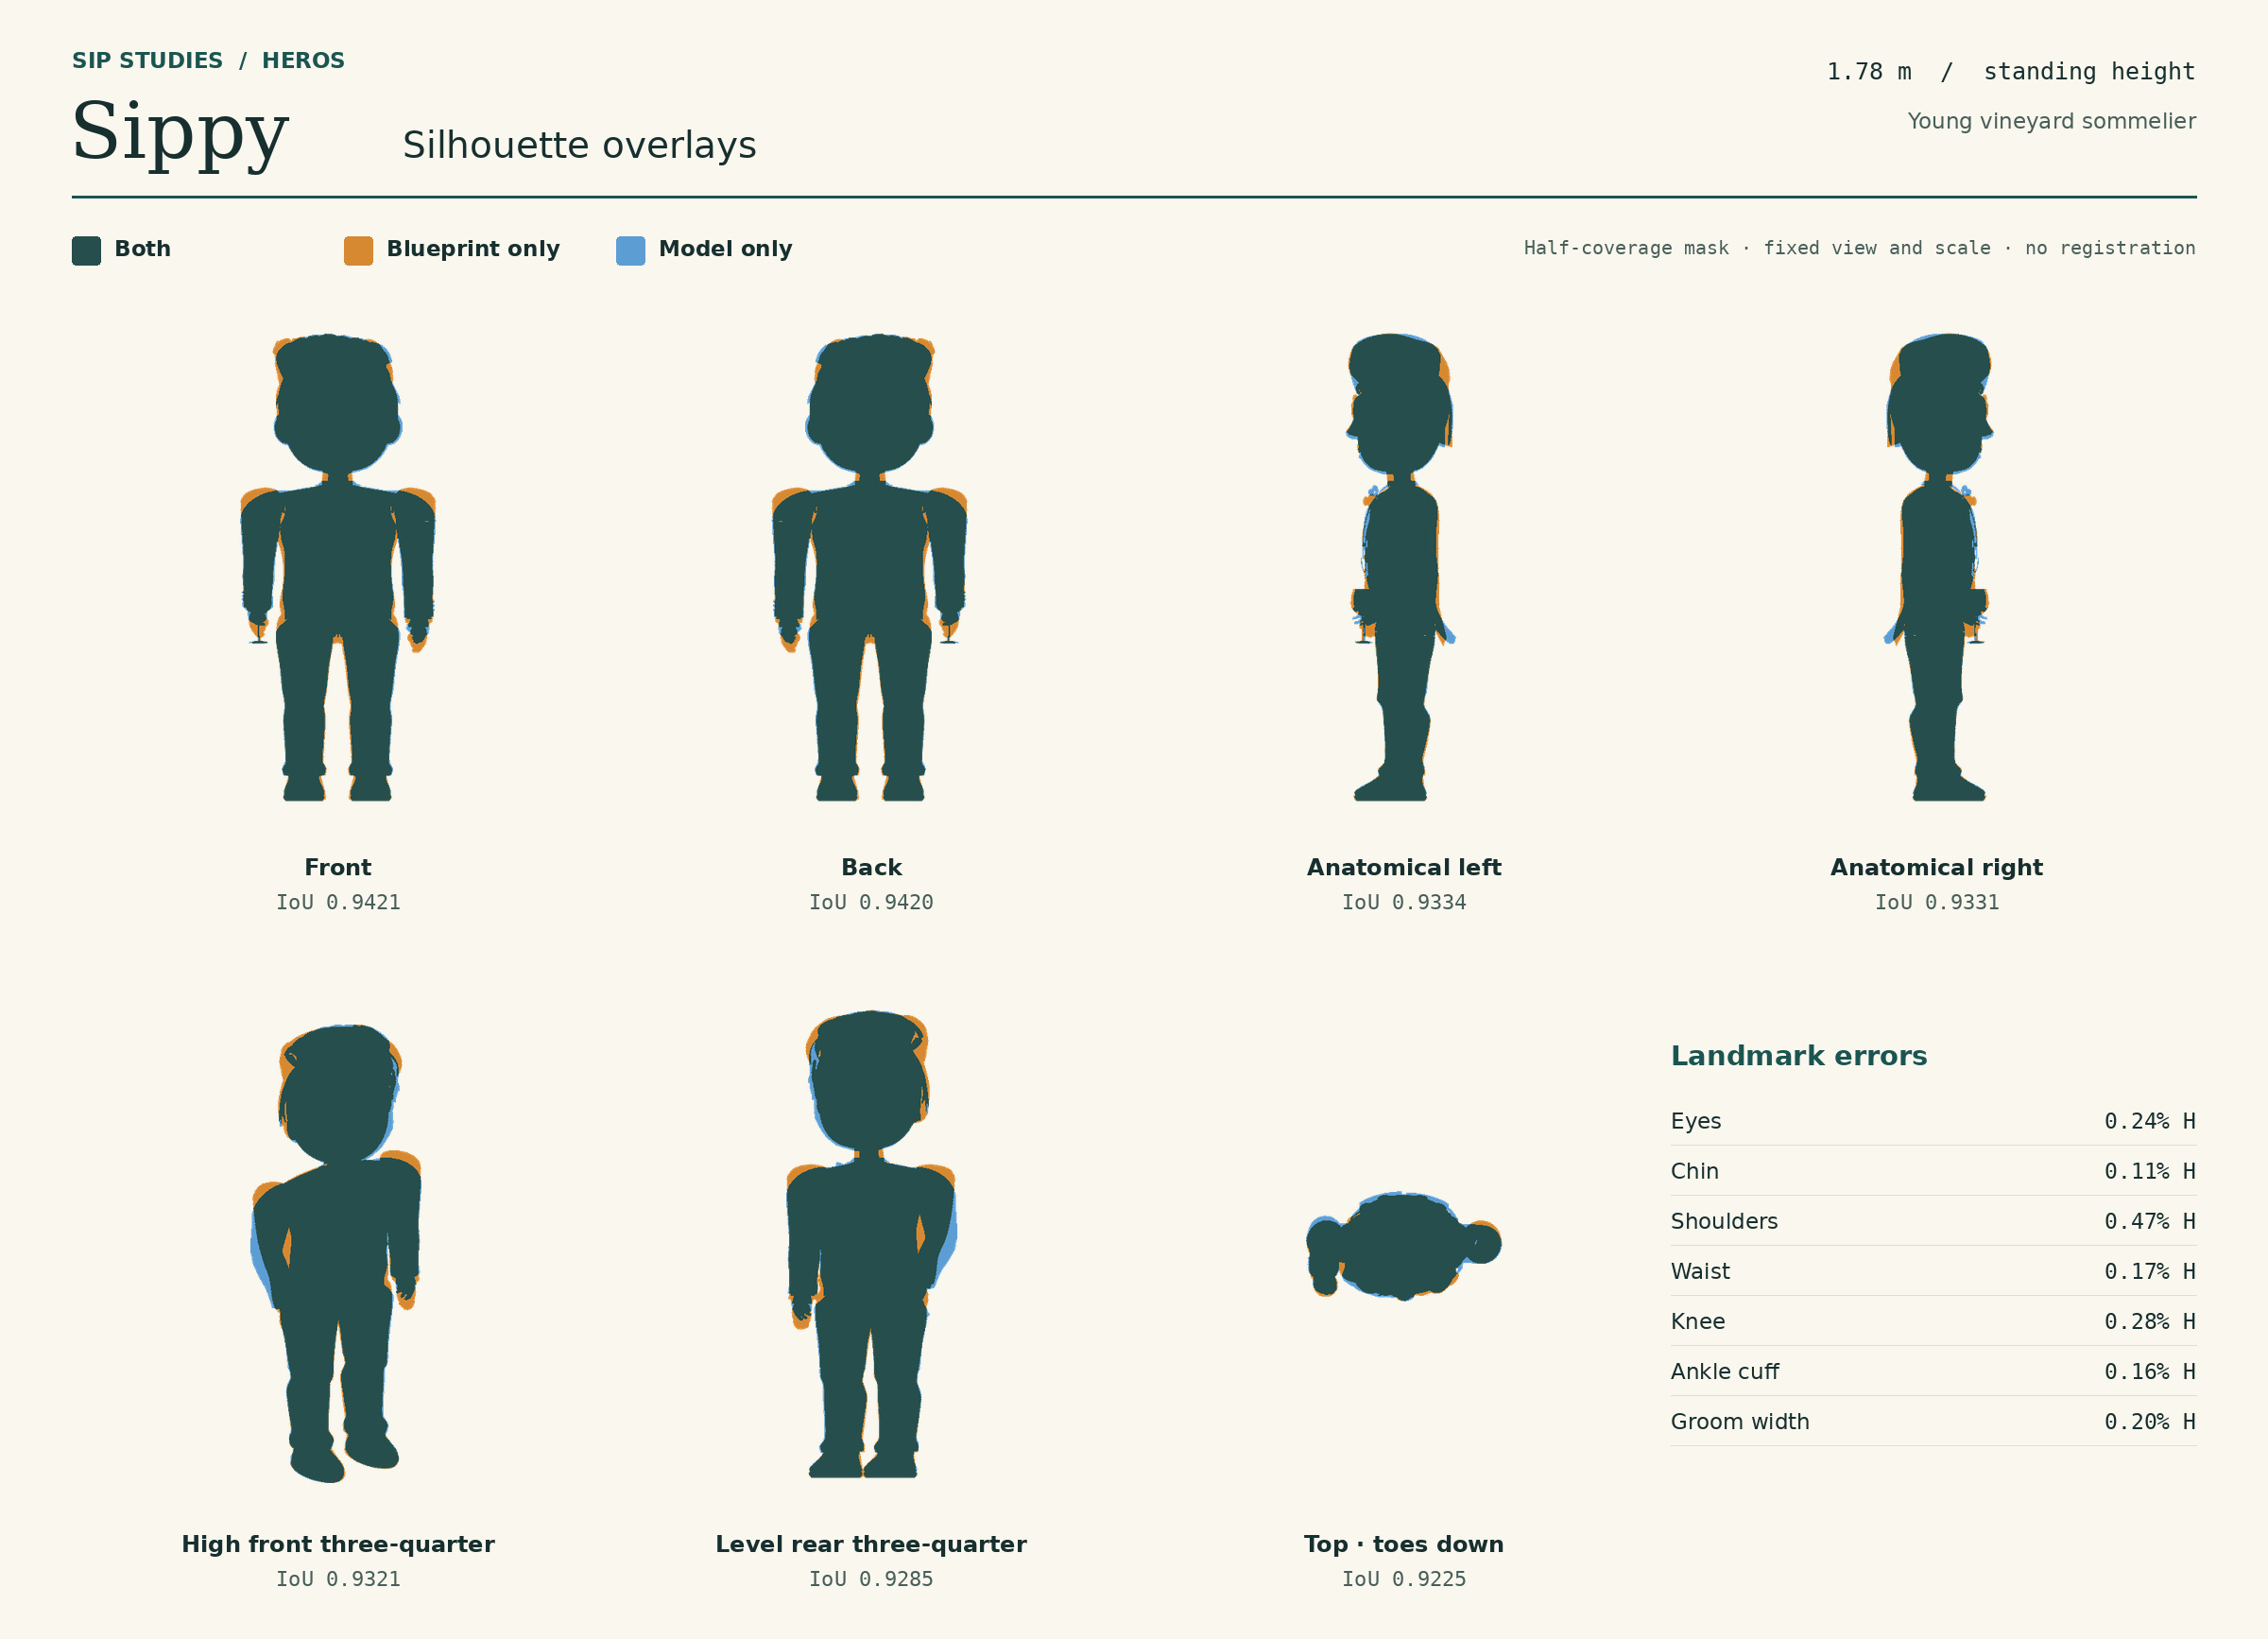 SIP STUDIES / HEROS
1.78 m / standing height
Sippy
Silhouette overlays
Young vineyard sommelier
Both
Blueprint only
Model only
Half-coverage mask · fixed view and scale · no registration
Front
IoU 0.9421
Back
IoU 0.9420
Anatomical left
IoU 0.9334
Anatomical right
IoU 0.9331
High front three-quarter
IoU 0.9321
Level rear three-quarter
IoU 0.9285
Top · toes down
IoU 0.9225
Landmark errors
Eyes 0.24% H
Chin 0.11% H
Shoulders 0.47% H
Waist 0.17% H
Knee 0.28% H
Ankle cuff 0.16% H
Groom width 0.20% H